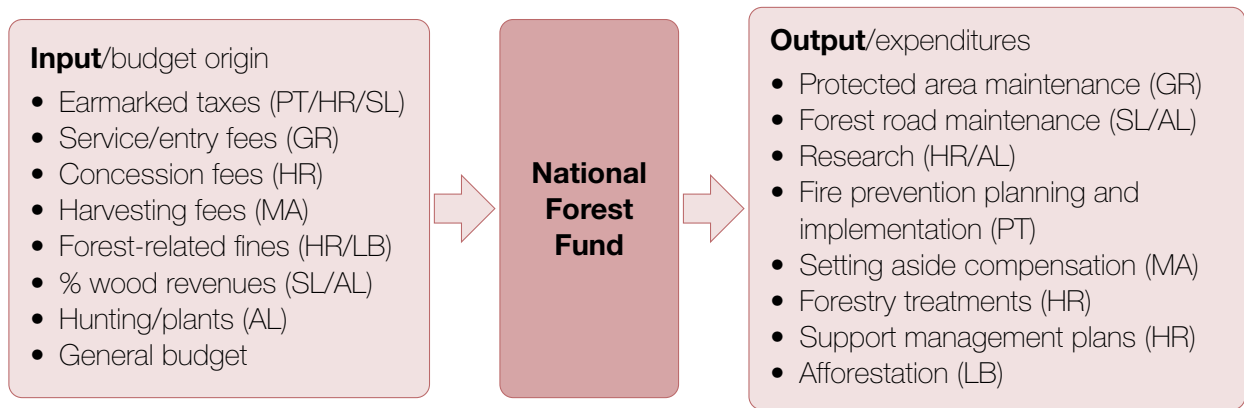 Input/budget origin
• Earmarked taxes (PT/HR/SL)
• Service/entry fees (GR)
• Concession fees (HR)
• Harvesting fees (MA)
• Forest-related fines (HR/LB)
• % wood revenues (SL/AL)
• Hunting/plants (AL)
• General budget
National
Forest
Fund
Output/expenditures
• Protected area maintenance (GR)
• Forest road maintenance (SL/AL)
• Research (HR/AL)
• Fire prevention planning and
implementation (PT)
• Setting aside compensation (MA)
• Forestry treatments (HR)
• Support management plans (HR)
• Afforestation (LB)